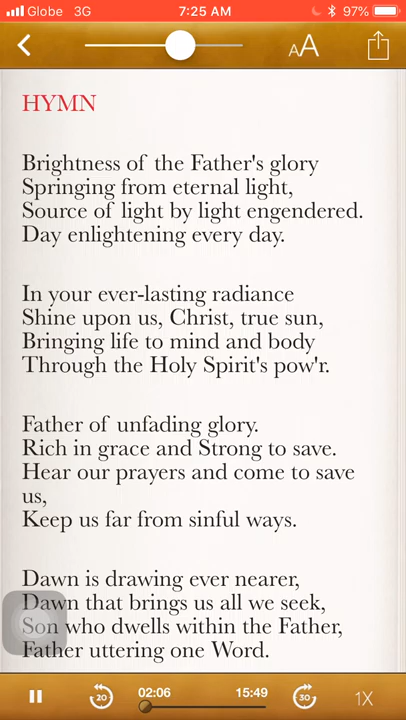 Globe 3G 7:25 AM 97%
AA
HYMN
Brightness of the Father's glory
Springing from eternal light,
Source of light by light engendered.
Day enlightening every day.
In your ever-lasting radiance
Shine upon us, Christ, true sun,
Bringing life to mind and body
Through the Holy Spirit's pow'r.
Father of unfading glory.
Rich in grace and Strong to save.
Hear our prayers and come to save
us,
Keep us far from sinful ways.
Dawn is drawing ever nearer,
Dawn that brings us all we seek,
Son who dwells within the Father,
Father uttering one Word.
20 02:06 15:49 30 1X